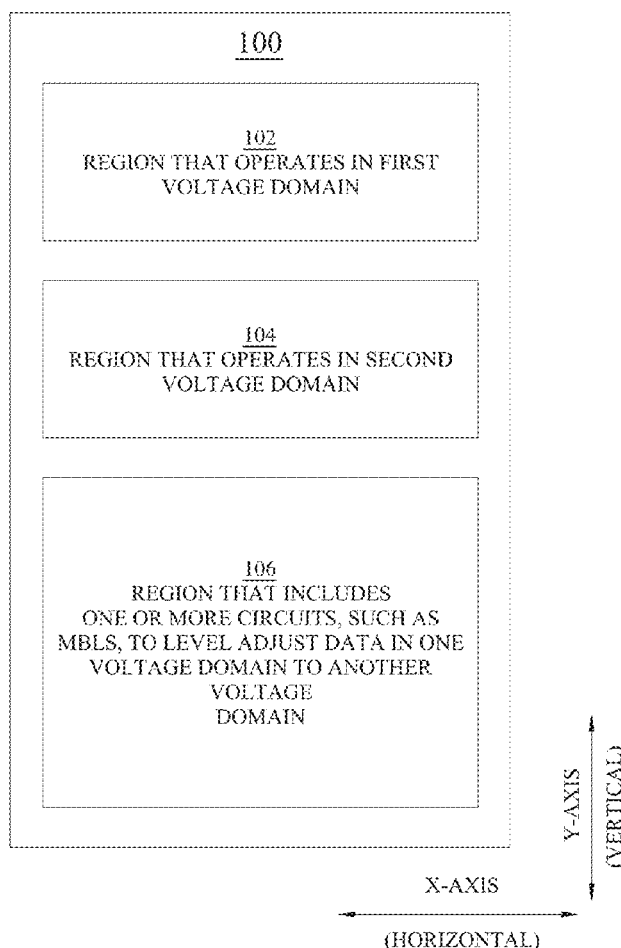 100
102
REGION THAT OPERATES IN FIRST
VOLTAGE DOMAIN
104
REGION THAT OPERATES IN SECOND
VOLTAGE DOMAIN
106
REGION THAT INCLUDES
ONE OR MORE CIRCUITS, SUCH AS
MBLS, TO LEVEL ADJUST DATA IN ONE
VOLTAGE DOMAIN TO ANOTHER
VOLTAGE
DOMAIN
Y-AXIS
(VERTICAL)
X-AXIS
(HORIZONTAL)